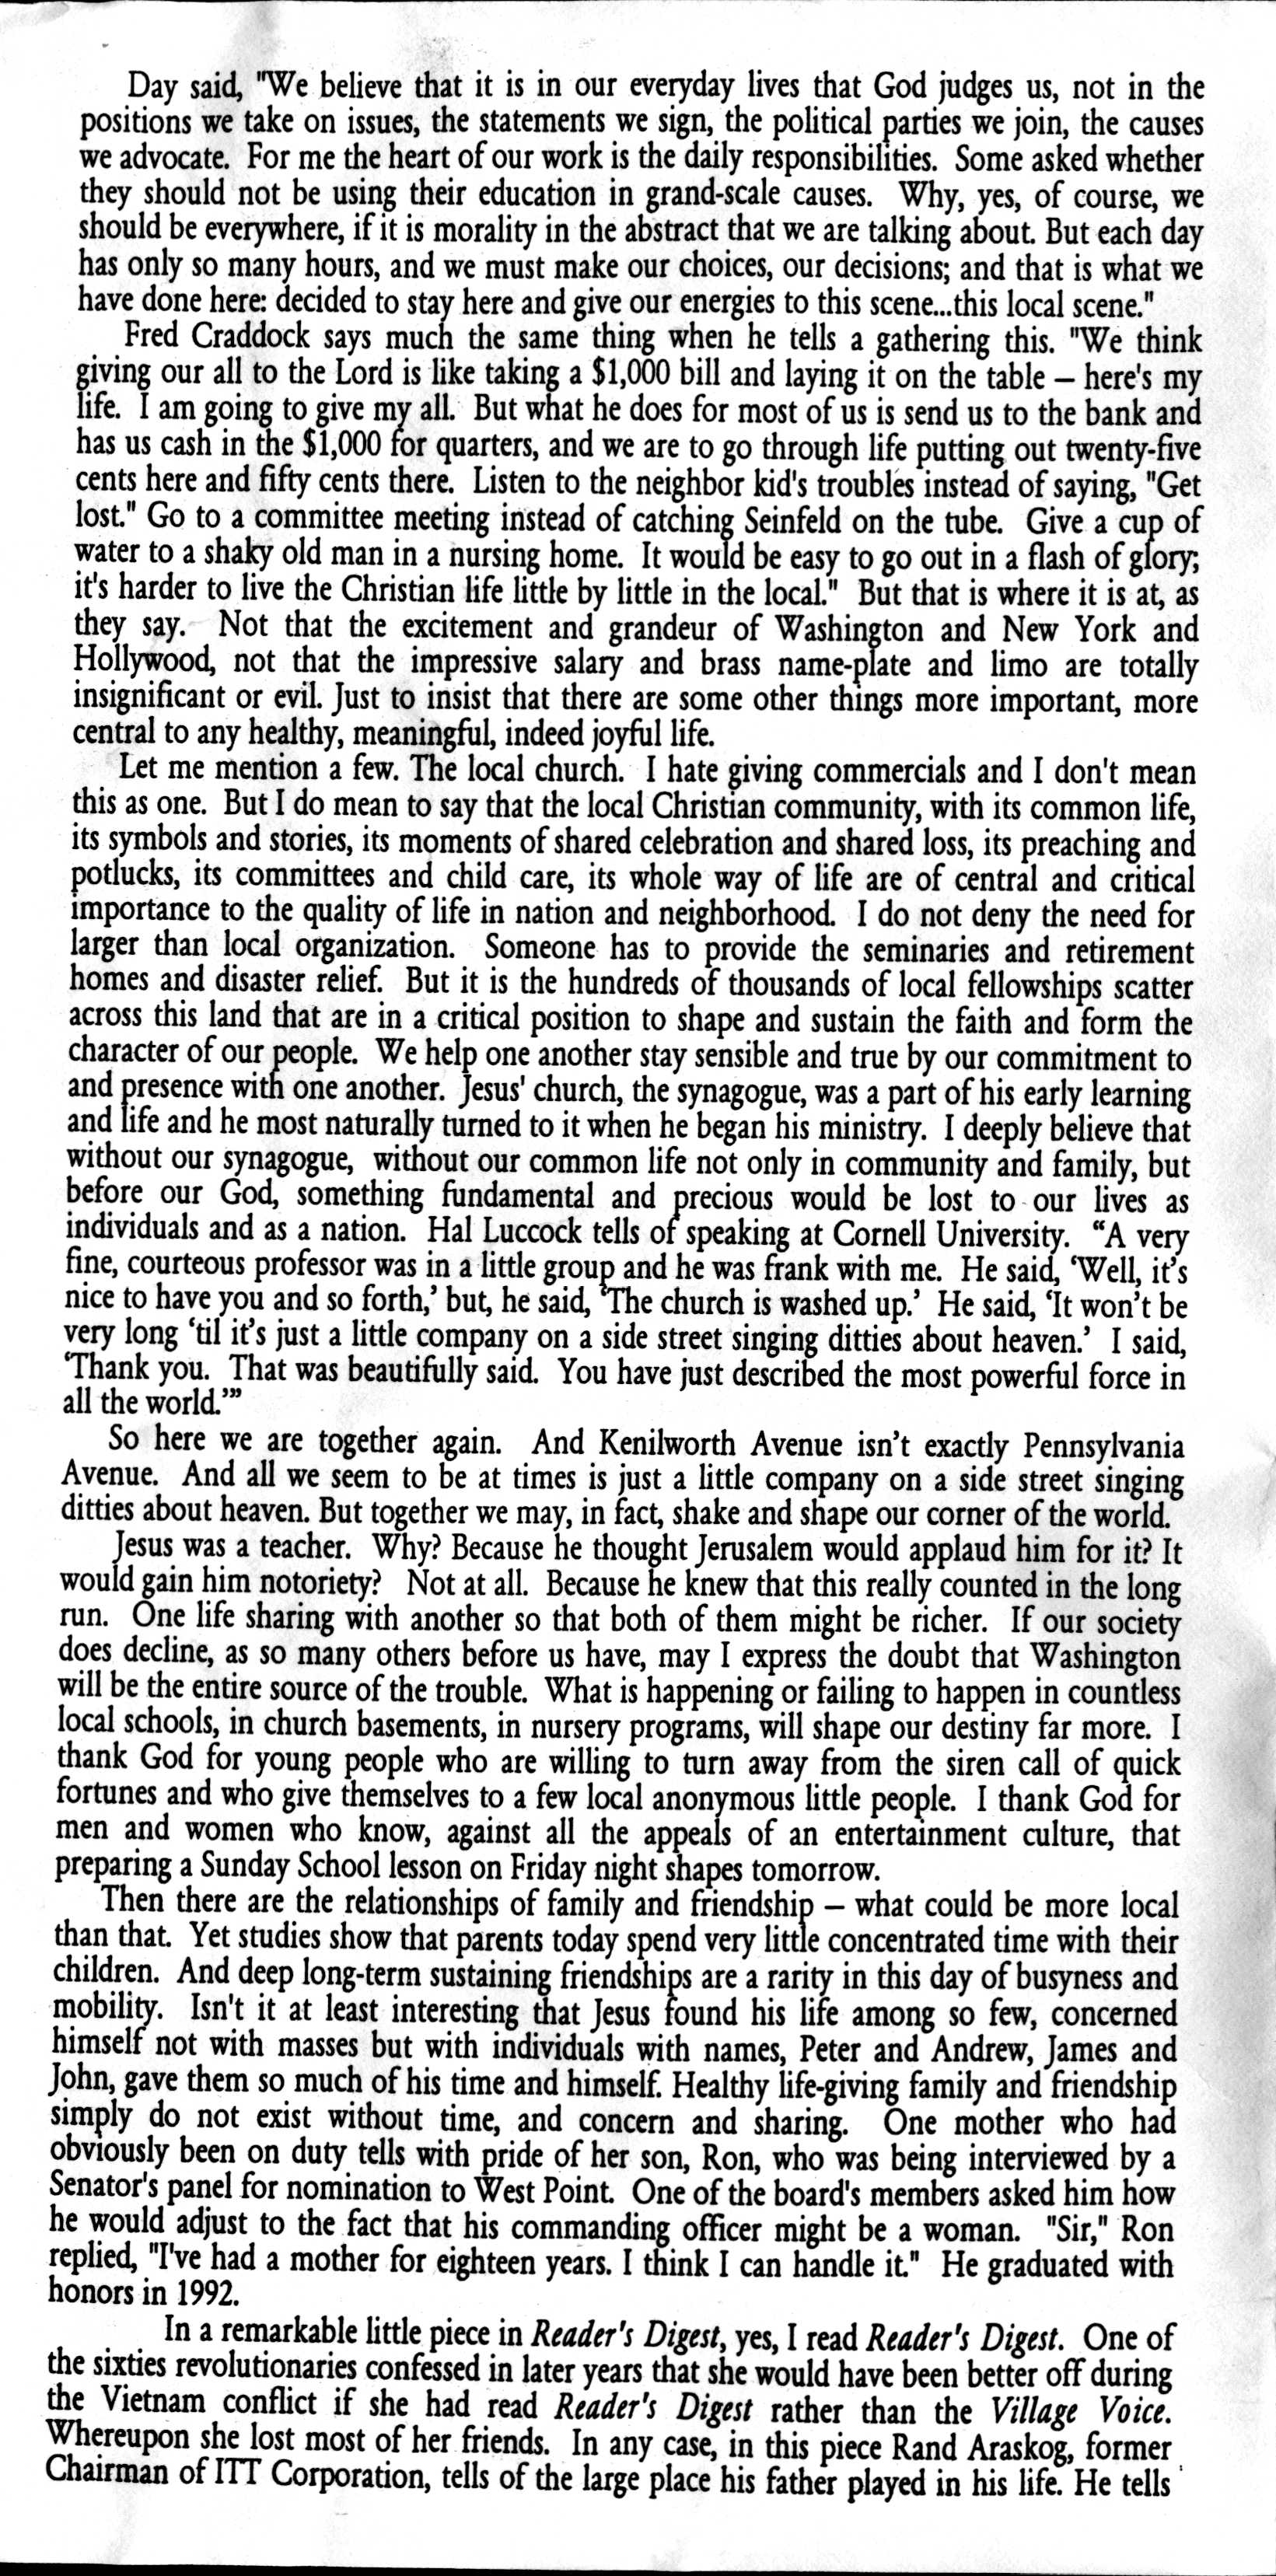 Day said, "We believe that it is in our everyday lives that God judges us, not in the
positions we take on issues, the statements we sign, the political parties we join, the causes
we advocate. For me the heart of our work is the daily responsibilities. Some asked whether
they should not be using their education in grand-scale causes. Why, yes, of course, we
should be everywhere, if it is morality in the abstract that we are talking about. But each day
has only so many hours, and we must make our choices, our decisions; and that is what we
have done here: decided to stay here and give our energies to this scene...this local scene."
Fred Craddock says much the same thing when he tells a gathering this. "We think
giving our all to the Lord is like taking a $1,000 bill and laying it on the table – here's my
life. I am going to give my all. But what he does for most of us is send us to the bank and
has us cash in the $1,000 for quarters, and we are to go through life putting out twenty-five
cents here and fifty cents there. Listen to the neighbor kid's troubles instead of saying, "Get
lost." Go to a committee meeting instead of catching Seinfeld on the tube. Give a cup of
water to a shaky old man in a nursing home. It would be easy to go out in a flash of glory;
it's harder to live the Christian life little by little in the local." But that is where it is at, as
they say. Not that the excitement and grandeur of Washington and New York and
Hollywood, not that the impressive salary and brass name-plate and limo are totally
insignificant or evil. Just to insist that there are some other things more important, more
central to any healthy, meaningful, indeed joyful life.
Let me mention a few. The local church. I hate giving commercials and I don't mean
this as one. But I do mean to say that the local Christian community, with its common life,
its symbols and stories, its moments of shared celebration and shared loss, its preaching and
potlucks, its committees and child care, its whole way of life are of central and critical
importance to the quality of life in nation and neighborhood. I do not deny the need for
larger than local organization. Someone has to provide the seminaries and retirement
homes and disaster relief. But it is the hundreds of thousands of local fellowships scatter
across this land that are in a critical position to shape and sustain the faith and form the
character of our people. We help one another stay sensible and true by our commitment to
and presence with one another. Jesus' church, the synagogue, was a part of his early learning
and life and he most naturally turned to it when he began his ministry. I deeply believe that
without our synagogue, without our common life not only in community and family, but
before our God, something fundamental and precious would be lost to our lives as
individuals and as a nation. Hal Luccock tells of speaking at Cornell University. “A very
fine, courteous professor was in a little group and he was frank with me. He said, ‘Well, it’s
nice to have you and so forth,’ but, he said, ‘The church is washed up.’ He said, ‘It won’t be
very long ‘til it’s just a little company on a side street singing ditties about heaven.’ I said,
‘Thank you. That was beautifully said. You have just described the most powerful force in
all the world.’”
So here we are together again. And Kenilworth Avenue isn’t exactly Pennsylvania
Avenue. And all we seem to be at times is just a little company on a side street singing
ditties about heaven. But together we may, in fact, shake and shape our corner of the world.
Jesus was a teacher. Why? Because he thought Jerusalem would applaud him for it? It
would gain him notoriety? Not at all. Because he knew that this really counted in the long
run. One life sharing with another so that both of them might be richer. If our society
does decline, as so many others before us have, may I express the doubt that Washington
will be the entire source of the trouble. What is happening or failing to happen in countless
local schools, in church basements, in nursery programs, will shape our destiny far more. I
thank God for young people who are willing to turn away from the siren call of quick
fortunes and who give themselves to a few local anonymous little people. I thank God for
men and women who know, against all the appeals of an entertainment culture, that
preparing a Sunday School lesson on Friday night shapes tomorrow.
Then there are the relationships of family and friendship – what could be more local
than that. Yet studies show that parents today spend very little concentrated time with their
children. And deep long-term sustaining friendships are a rarity in this day of busyness and
mobility. Isn't it at least interesting that Jesus found his life among so few, concerned
himself not with masses but with individuals with names, Peter and Andrew, James and
John, gave them so much of his time and himself. Healthy life-giving family and friendship
simply do not exist without time, and concern and sharing. One mother who had
obviously been on duty tells with pride of her son, Ron, who was being interviewed by a
Senator's panel for nomination to West Point. One of the board's members asked him how
he would adjust to the fact that his commanding officer might be a woman. "Sir," Ron
replied, "I've had a mother for eighteen years. I think I can handle it." He graduated with
honors in 1992.
In a remarkable little piece in Reader's Digest, yes, I read Reader's Digest. One of
the sixties revolutionaries confessed in later years that she would have been better off during
the Vietnam conflict if she had read Reader's Digest rather than the Village Voice.
Whereupon she lost most of her friends. In any case, in this piece Rand Araskog, former
Chairman of ITT Corporation, tells of the large place his father played in his life. He tells